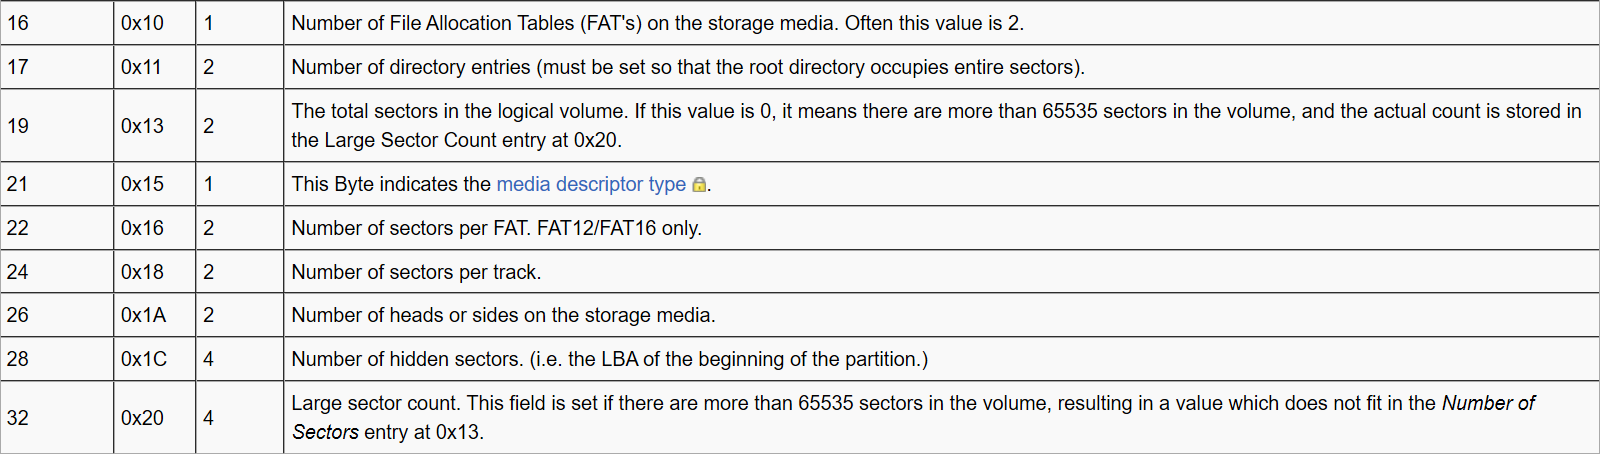 16 0x10 1 Number of File Allocation Tables (FAT's) on the storage media. Often this value is 2.
17 0x11 2 Number of directory entries (must be set so that the root directory occupies entire sectors).
19 0x13 2 The total sectors in the logical volume. If this value is 0, it means there are more than 65535 sectors in the volume, and the actual count is stored in
the Large Sector Count entry at 0x20.
21 0x15 1 This Byte indicates the media descriptor type.
22 0x16 2 Number of sectors per FAT. FAT12/FAT16 only.
24 0x18 2 Number of sectors per track.
26 0x1A 2 Number of heads or sides on the storage media.
28 0x1C 4 Number of hidden sectors. (i.e. the LBA of the beginning of the partition.)
32 0x20 4 Large sector count. This field is set if there are more than 65535 sectors in the volume, resulting in a value which does not fit in the Number of
Sectors entry at 0x13.